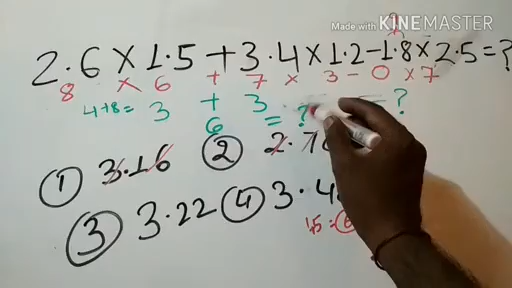 Made with KINEMASTER
2.6 × 1.5 + 3.4 × 1.2 - 1.8 × 2.5 = ?
8 × 6 + 7 × 3 - 0 × 7
4+8= 3 + 3 = ?
6 = ?
① 3.16 ② 2.7
③ 3.22 ④ 3.4